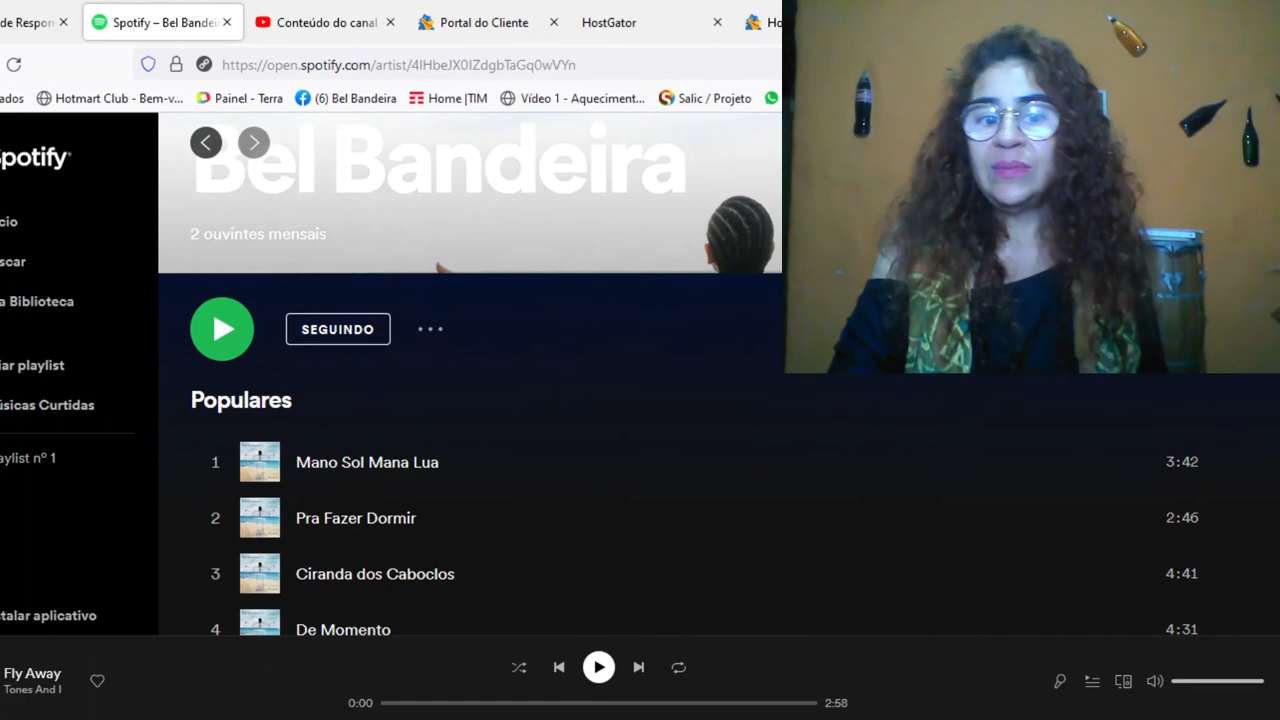 de Respon
Spotify – Bel Bandei
Conteúdo do canal
Portal do Cliente
HostGator
Ho
https://open.spotify.com/artist/4IHbeJX0IZdgbTaGq0wVYn
ados
Hotmart Club - Bem-v...
Painel - Terra
(6) Bel Bandeira
Home |TIM
Vídeo 1 - Aqueciment...
Salic / Projeto
Spotify
Bel Bandeira
cio
2 ouvintes mensais
scar
a Biblioteca
SEGUINDO
iar playlist
Populares
úsicas Curtidas
aylist nº 1
1 Mano Sol Mana Lua 3:42
2 Pra Fazer Dormir 2:46
3 Ciranda dos Caboclos 4:41
stalar aplicativo
4 De Momento 4:31
Fly Away
Tones And I
0:00 2:58